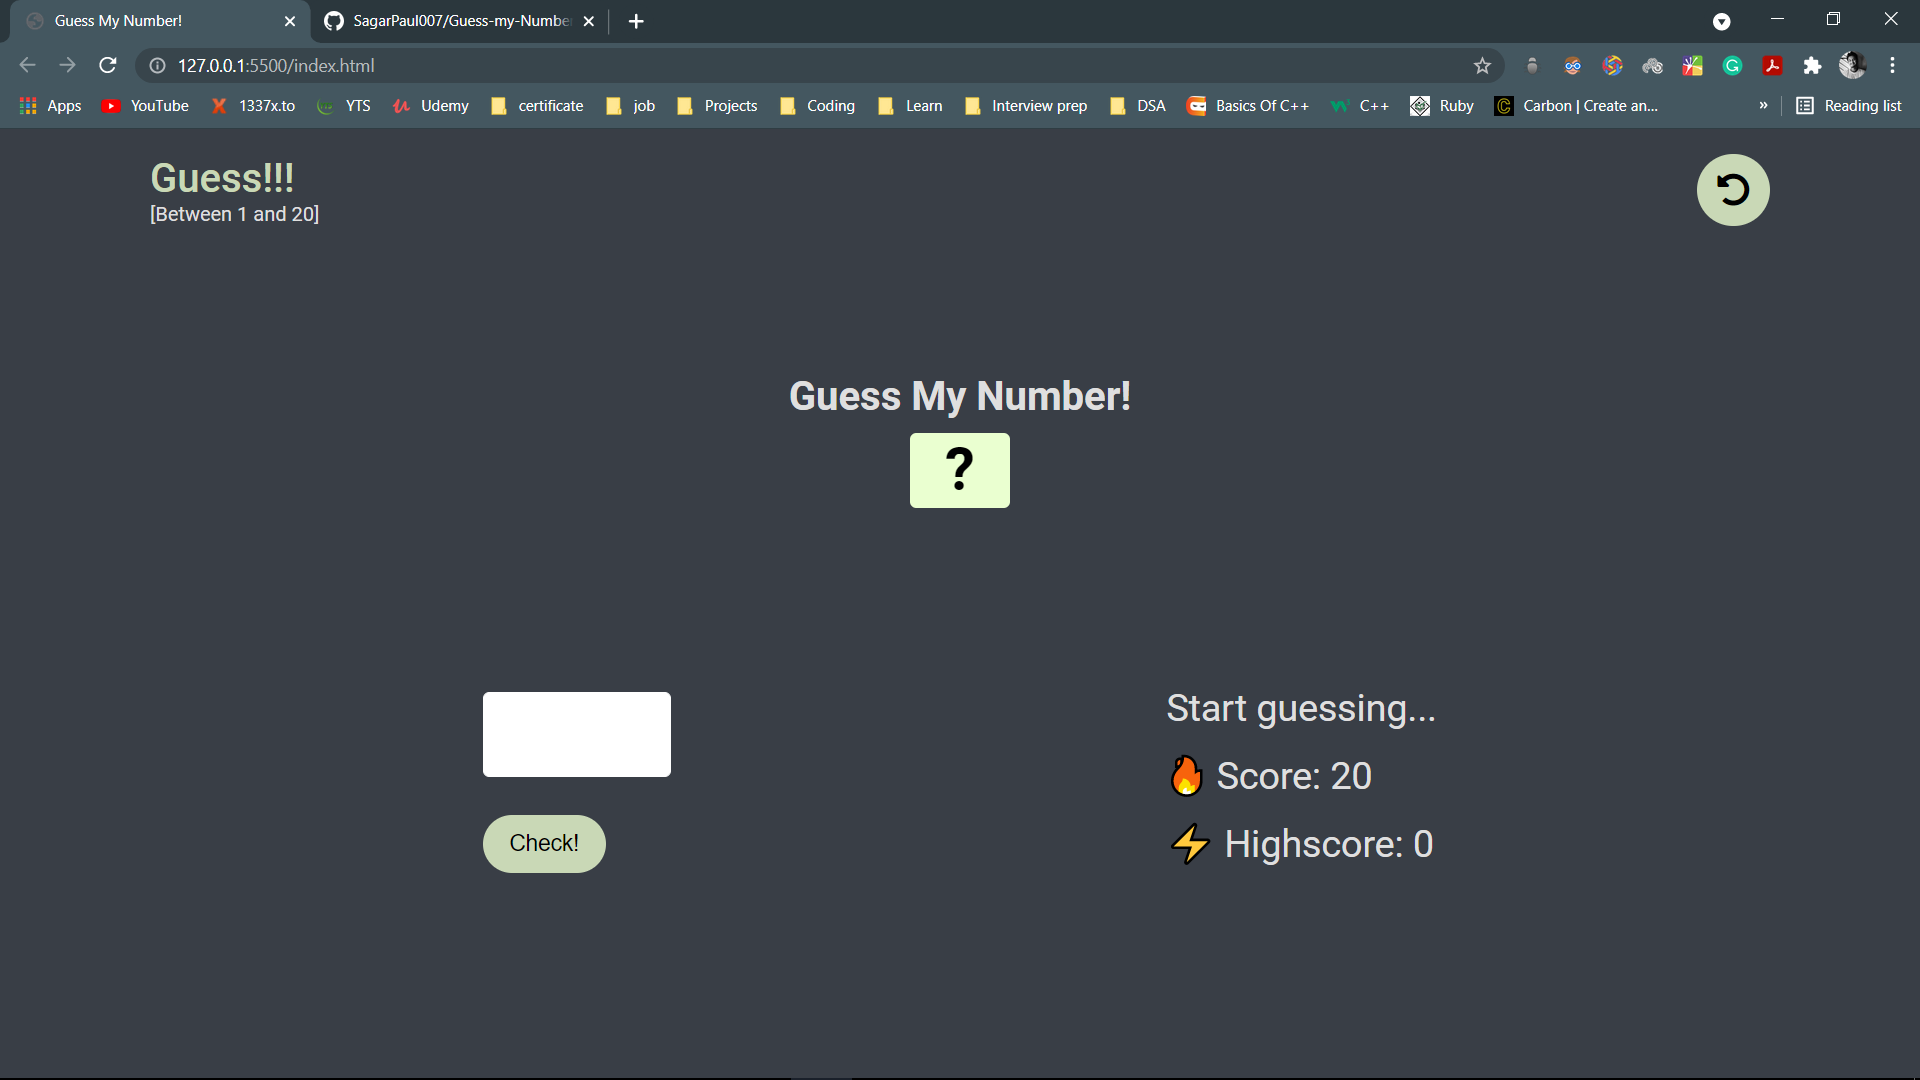 Guess My Number!
SagarPaul007/Guess-my-Numbe
127.0.0.1:5500/index.html
Apps YouTube 1337x.to YTS Udemy certificate job Projects Coding Learn Interview prep DSA Basics Of C++ C++ Ruby Carbon | Create an... » Reading list
Guess!!!
[Between 1 and 20]
Guess My Number!
?
Start guessing...
🔥 Score: 20
Check!
⚡ Highscore: 0